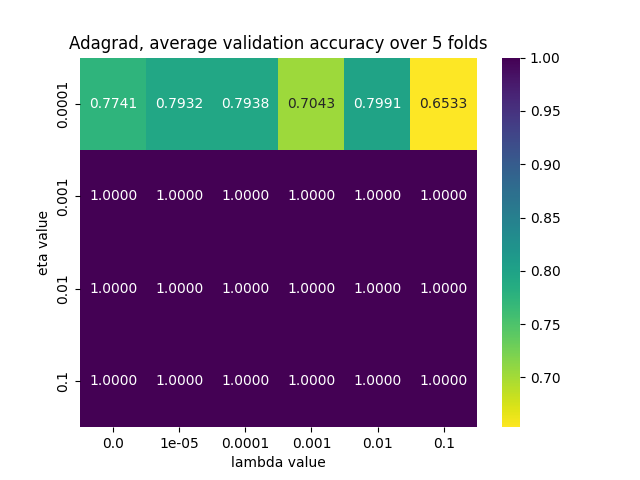 Adagrad, average validation accuracy over 5 folds
0.0001 0.7741 0.7932 0.7938 0.7043 0.7991 0.6533
0.001 1.0000 1.0000 1.0000 1.0000 1.0000 1.0000
0.01 1.0000 1.0000 1.0000 1.0000 1.0000 1.0000
0.1 1.0000 1.0000 1.0000 1.0000 1.0000 1.0000
eta value
0.0 1e-05 0.0001 0.001 0.01 0.1
lambda value
1.00
0.95
0.90
0.85
0.80
0.75
0.70